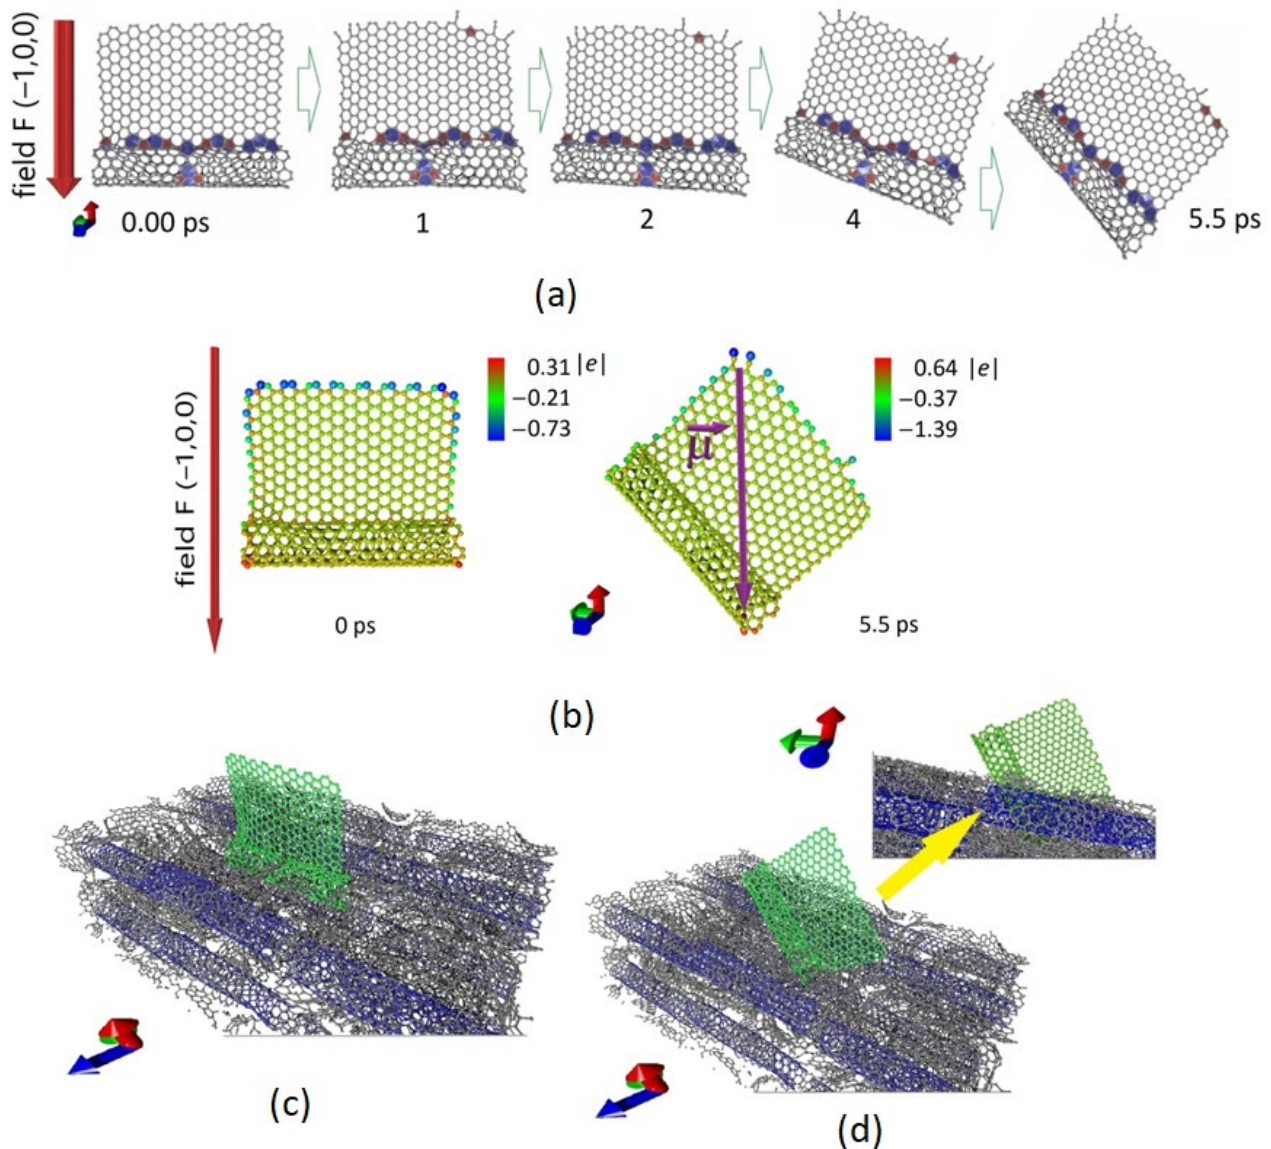 field F (−1,0,0)
0.00 ps
1
2
4
5.5 ps
(a)
field F (−1,0,0)
0.31 |e|
−0.21
−0.73
0.64 |e|
−0.37
−1.39
μ
0 ps
5.5 ps
(b)
(c)
(d)